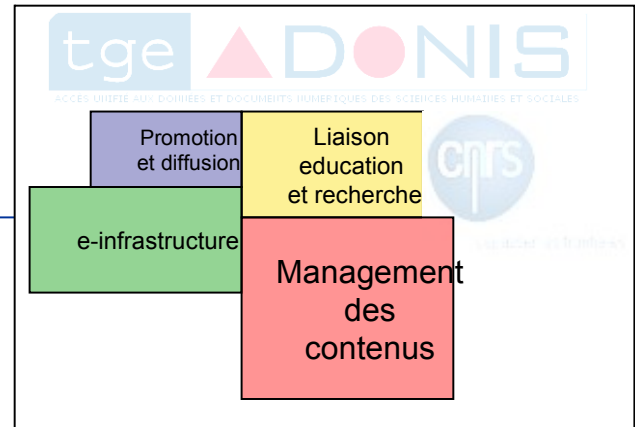 tge ADONIS
ACCÈS UNIFIÉ AUX DONNÉES ET DOCUMENTS NUMÉRIQUES DES SCIENCES HUMAINES ET SOCIALES
Promotion
et diffusion
Liaison
education
et recherche
cnrs
e-infrastructure
Management
des
contenus